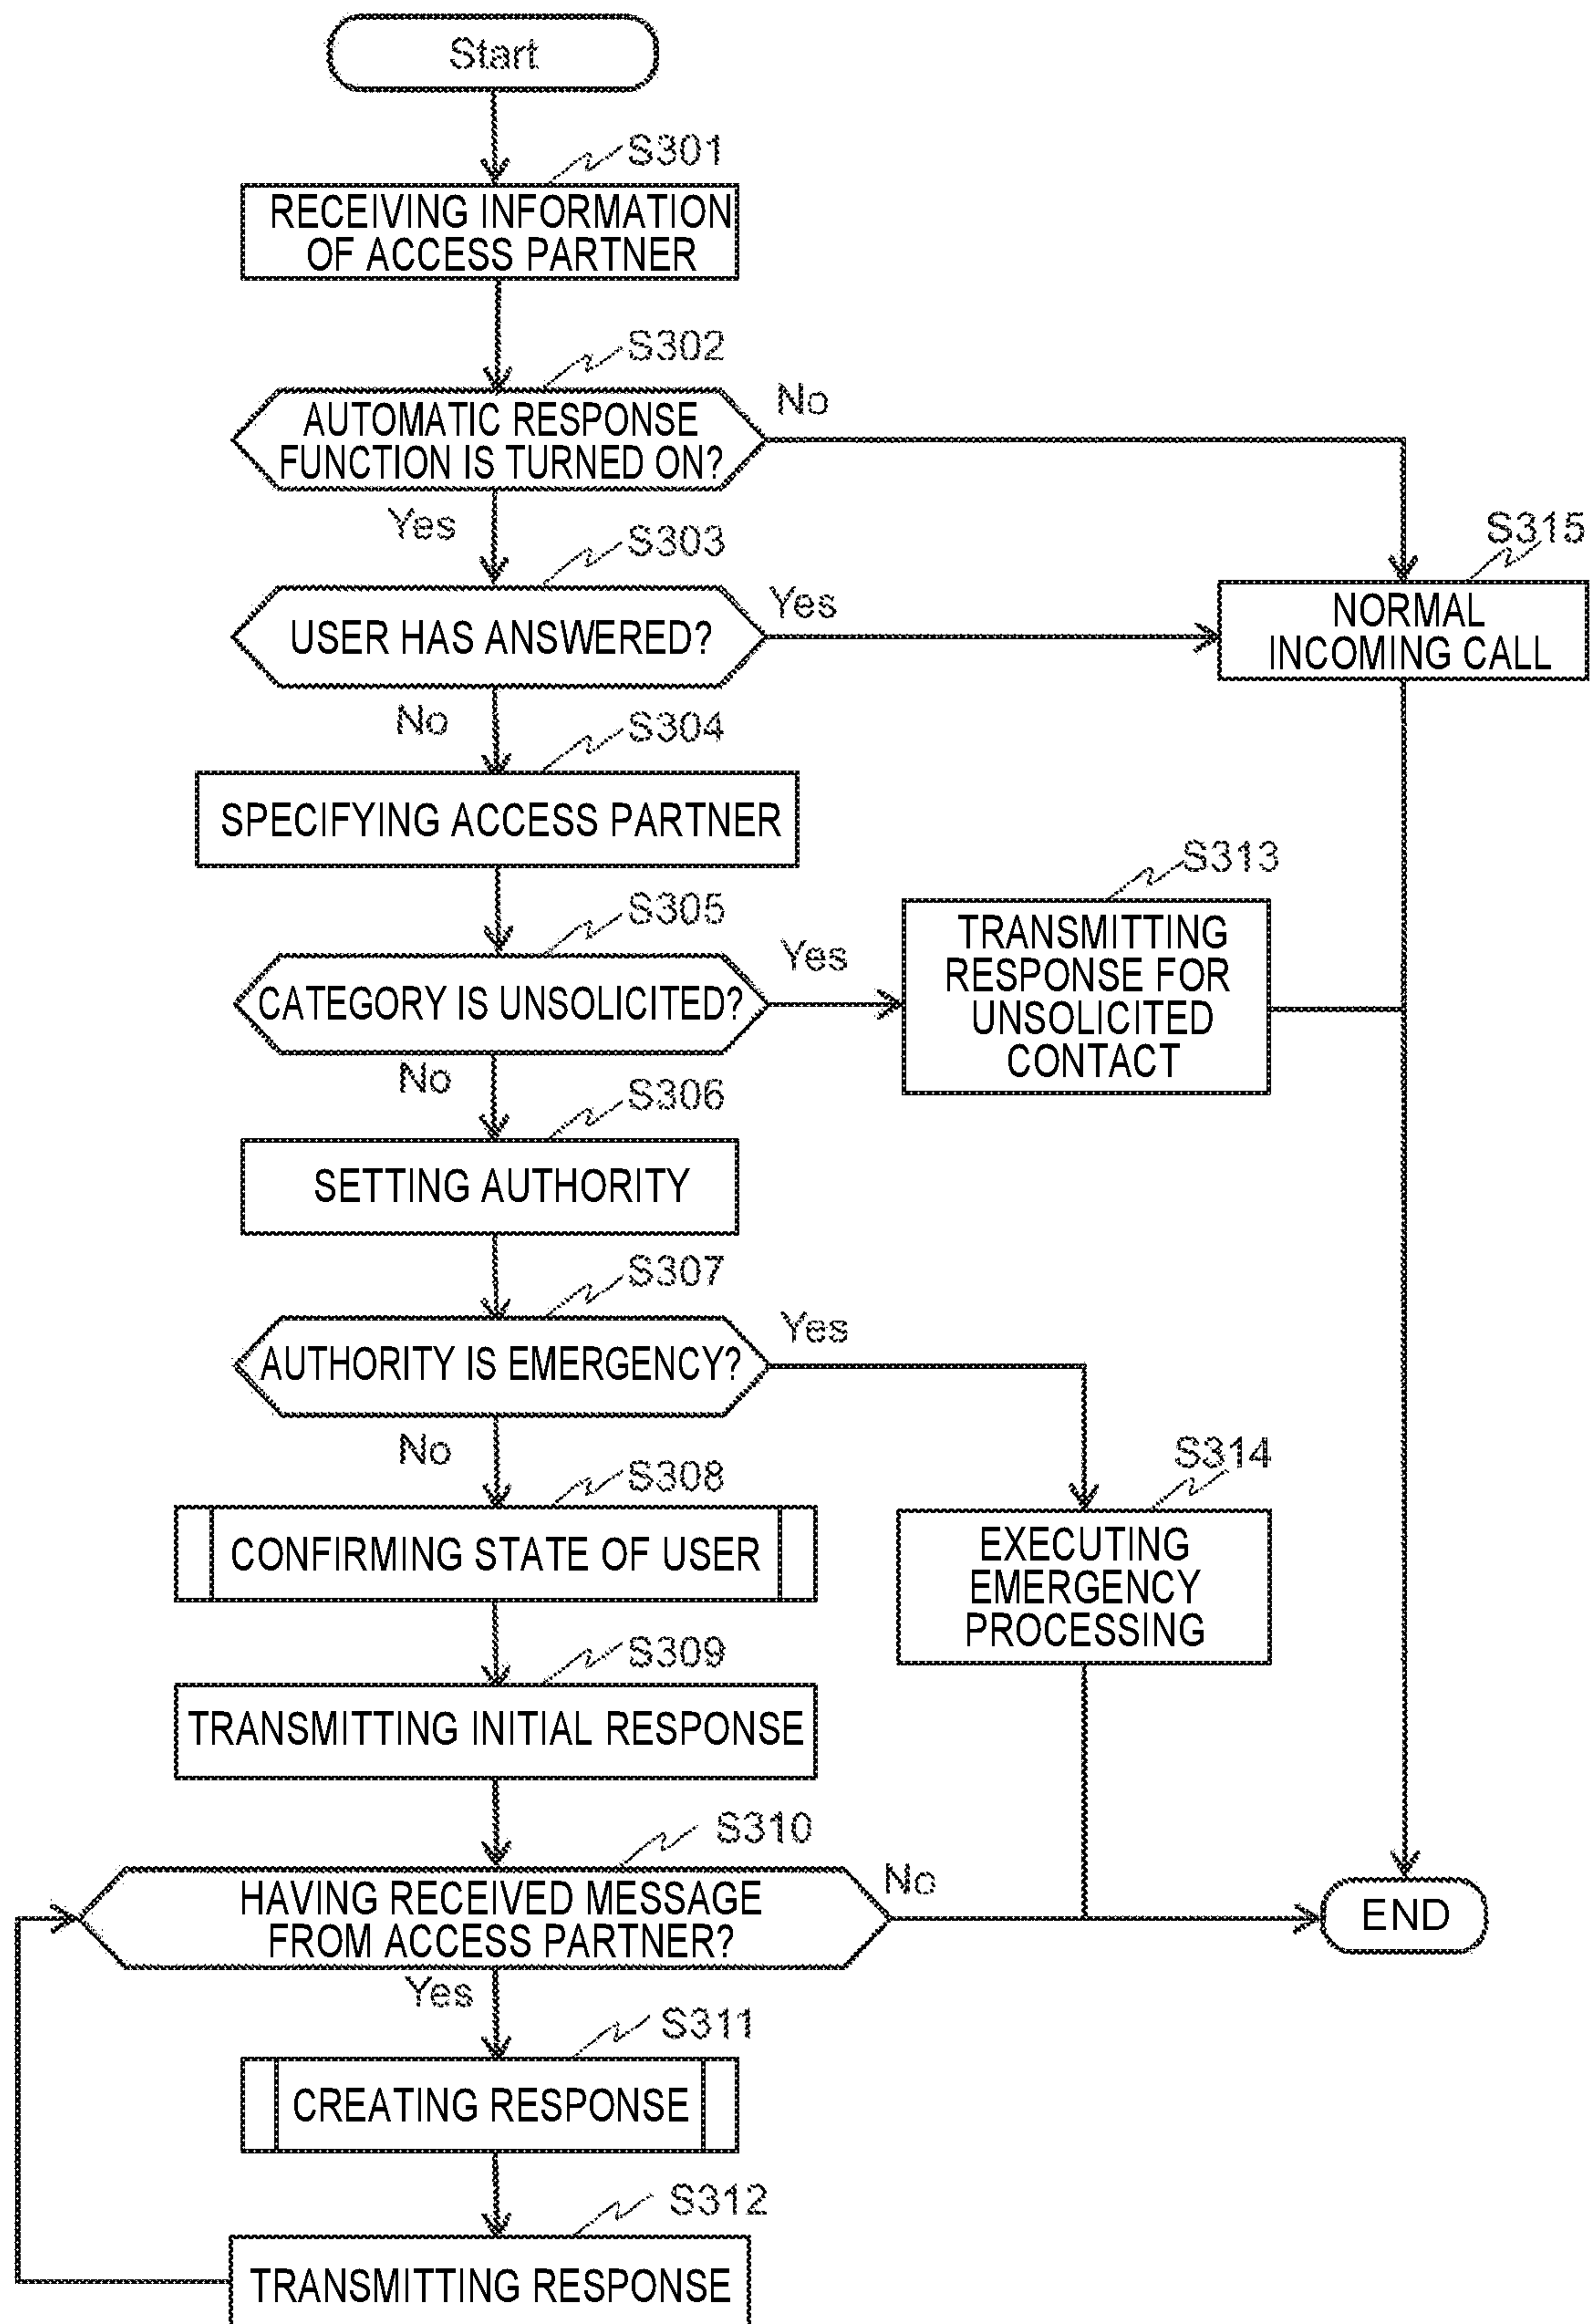 Start
S301
RECEIVING INFORMATION
OF ACCESS PARTNER
S302
AUTOMATIC RESPONSE
FUNCTION IS TURNED ON?
No
Yes
S303
USER HAS ANSWERED?
Yes
S315
NORMAL
INCOMING CALL
No
S304
SPECIFYING ACCESS PARTNER
S305
CATEGORY IS UNSOLICITED?
Yes
S313
TRANSMITTING
RESPONSE FOR
UNSOLICITED
CONTACT
No
S306
SETTING AUTHORITY
S307
AUTHORITY IS EMERGENCY?
Yes
No
S308
CONFIRMING STATE OF USER
S314
EXECUTING
EMERGENCY
PROCESSING
S309
TRANSMITTING INITIAL RESPONSE
S310
HAVING RECEIVED MESSAGE
FROM ACCESS PARTNER?
No
END
Yes
S311
CREATING RESPONSE
S312
TRANSMITTING RESPONSE